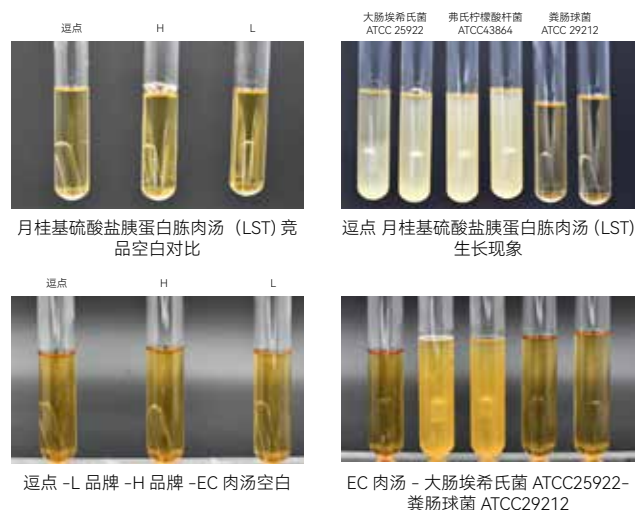 逗点
H
L
大肠埃希氏菌
ATCC 25922
弗氏柠檬酸杆菌
ATCC43864
粪肠球菌
ATCC 29212
月桂基硫酸盐胰蛋白胨肉汤（LST）竞
品空白对比
逗点 月桂基硫酸盐胰蛋白胨肉汤 (LST)
生长现象
逗点
H
L
逗点 –L 品牌 –H 品牌 –EC 肉汤空白
EC 肉汤 – 大肠埃希氏菌 ATCC25922–
粪肠球菌 ATCC29212